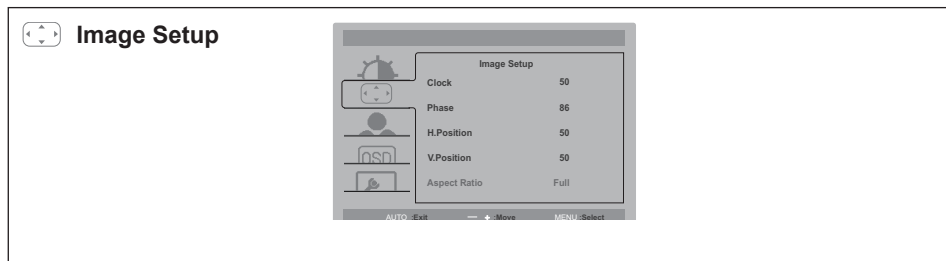 Image Setup
Image Setup
Clock 50
Phase 86
H.Position 50
V.Position 50
OSD
Aspect Ratio Full
AUTO :Exit — + :Move MENU :Select